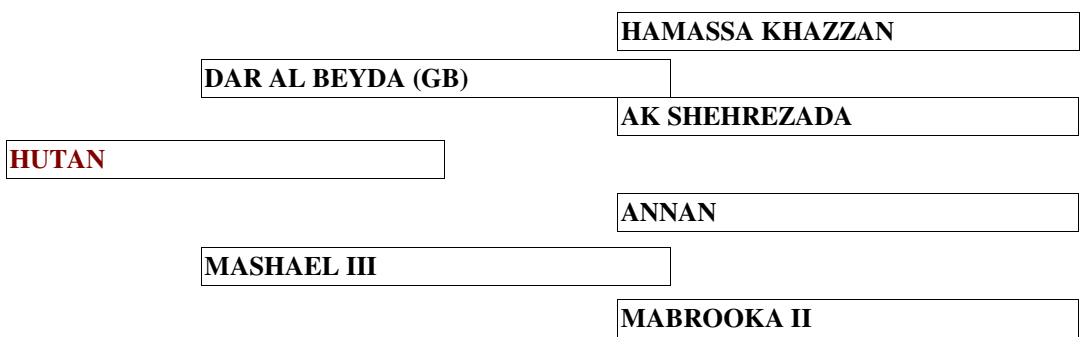 HAMASSA KHAZZAN
DAR AL BEYDA (GB)
AK SHEHREZADA
HUTAN
ANNAN
MASHAEL III
MABROOKA II